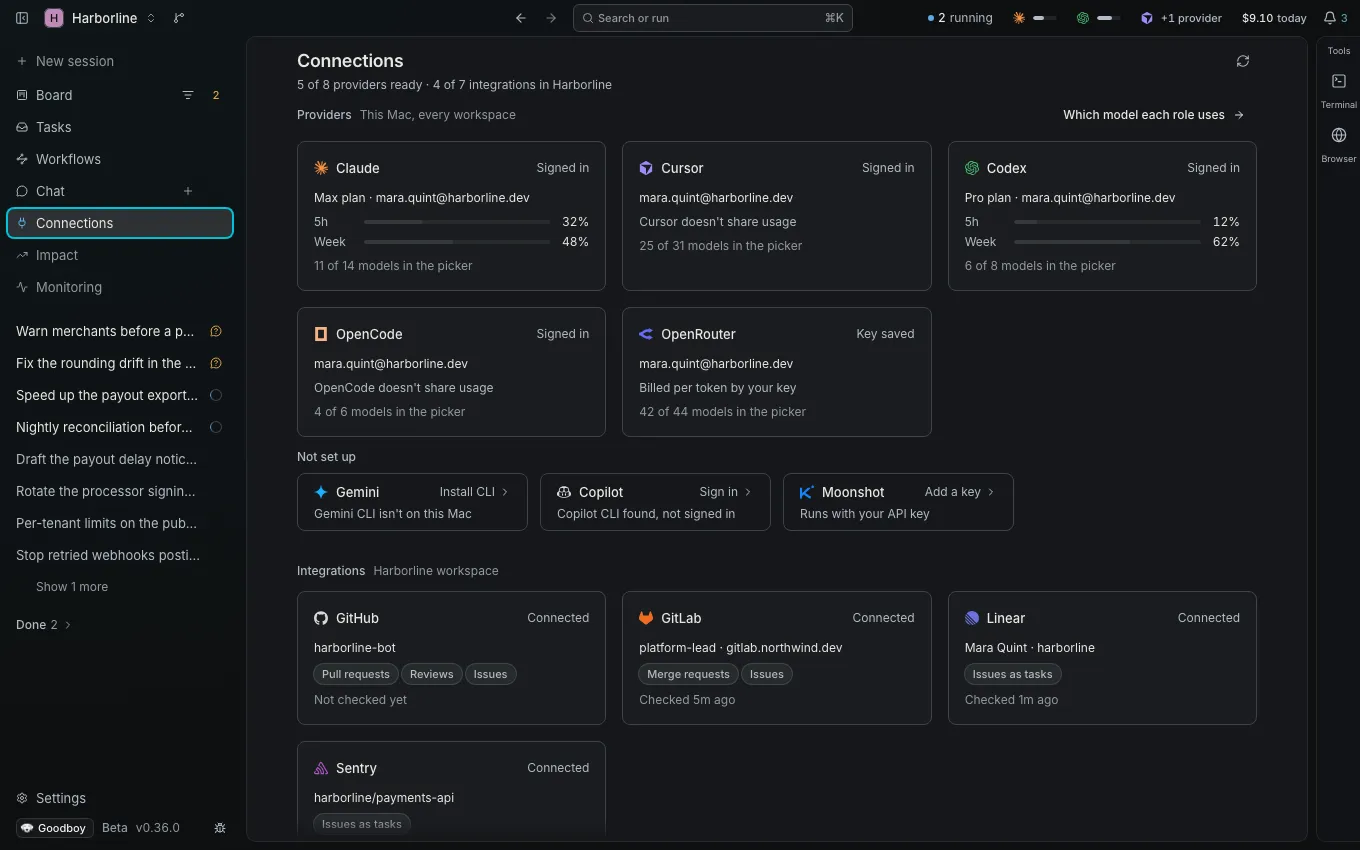 H Harborline
Search or run ⌘K
2 running
+1 provider
$9.10 today
3
New session
Board 2
Tasks
Workflows
Chat
Connections
Impact
Monitoring
Warn merchants before a p...
Fix the rounding drift in the ...
Speed up the payout export...
Nightly reconciliation befor...
Draft the payout delay notic...
Rotate the processor signin...
Per-tenant limits on the pub...
Stop retried webhooks posti...
Show 1 more
Done 2
Settings
Goodboy Beta v0.36.0
Connections
5 of 8 providers ready · 4 of 7 integrations in Harborline
Providers This Mac, every workspace
Which model each role uses
Claude Signed in
Max plan · mara.quint@harborline.dev
5h 32%
Week 48%
11 of 14 models in the picker
Cursor Signed in
mara.quint@harborline.dev
Cursor doesn't share usage
25 of 31 models in the picker
Codex Signed in
Pro plan · mara.quint@harborline.dev
5h 12%
Week 62%
6 of 8 models in the picker
OpenCode Signed in
mara.quint@harborline.dev
OpenCode doesn't share usage
4 of 6 models in the picker
OpenRouter Key saved
mara.quint@harborline.dev
Billed per token by your key
42 of 44 models in the picker
Not set up
Gemini Install CLI
Gemini CLI isn't on this Mac
Copilot Sign in
Copilot CLI found, not signed in
Moonshot Add a key
Runs with your API key
Integrations Harborline workspace
GitHub Connected
harborline-bot
Pull requests Reviews Issues
Not checked yet
GitLab Connected
platform-lead · gitlab.northwind.dev
Merge requests Issues
Checked 5m ago
Linear Connected
Mara Quint · harborline
Issues as tasks
Checked 1m ago
Sentry Connected
harborline/payments-api
Issues as tasks
Tools
Terminal
Browser